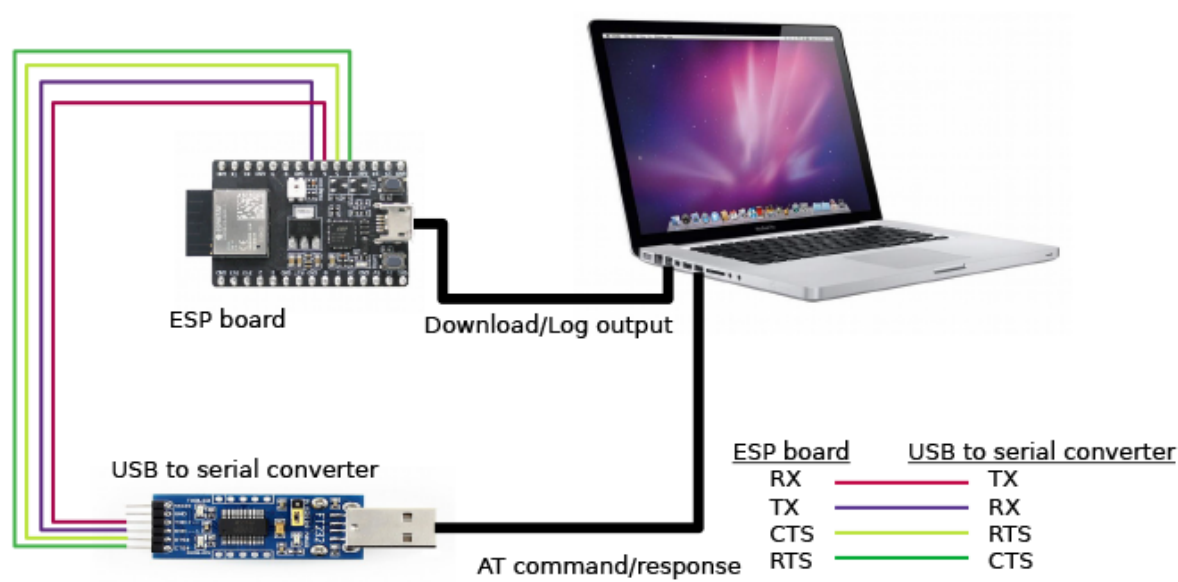 ESP board
Download/Log output
USB to serial converter
FT232
AT command/response
ESP board USB to serial converter
RX TX
TX RX
CTS RTS
RTS CTS